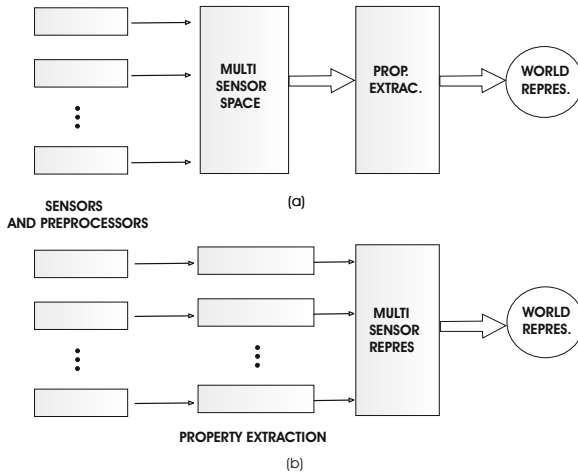 MULTI
SENSOR
SPACE
PROP.
EXTRAC.
WORLD
REPRES.
(a)
SENSORS
AND PREPROCESSORS
MULTI
SENSOR
REPRES
WORLD
REPRES.
PROPERTY EXTRACTION
(b)